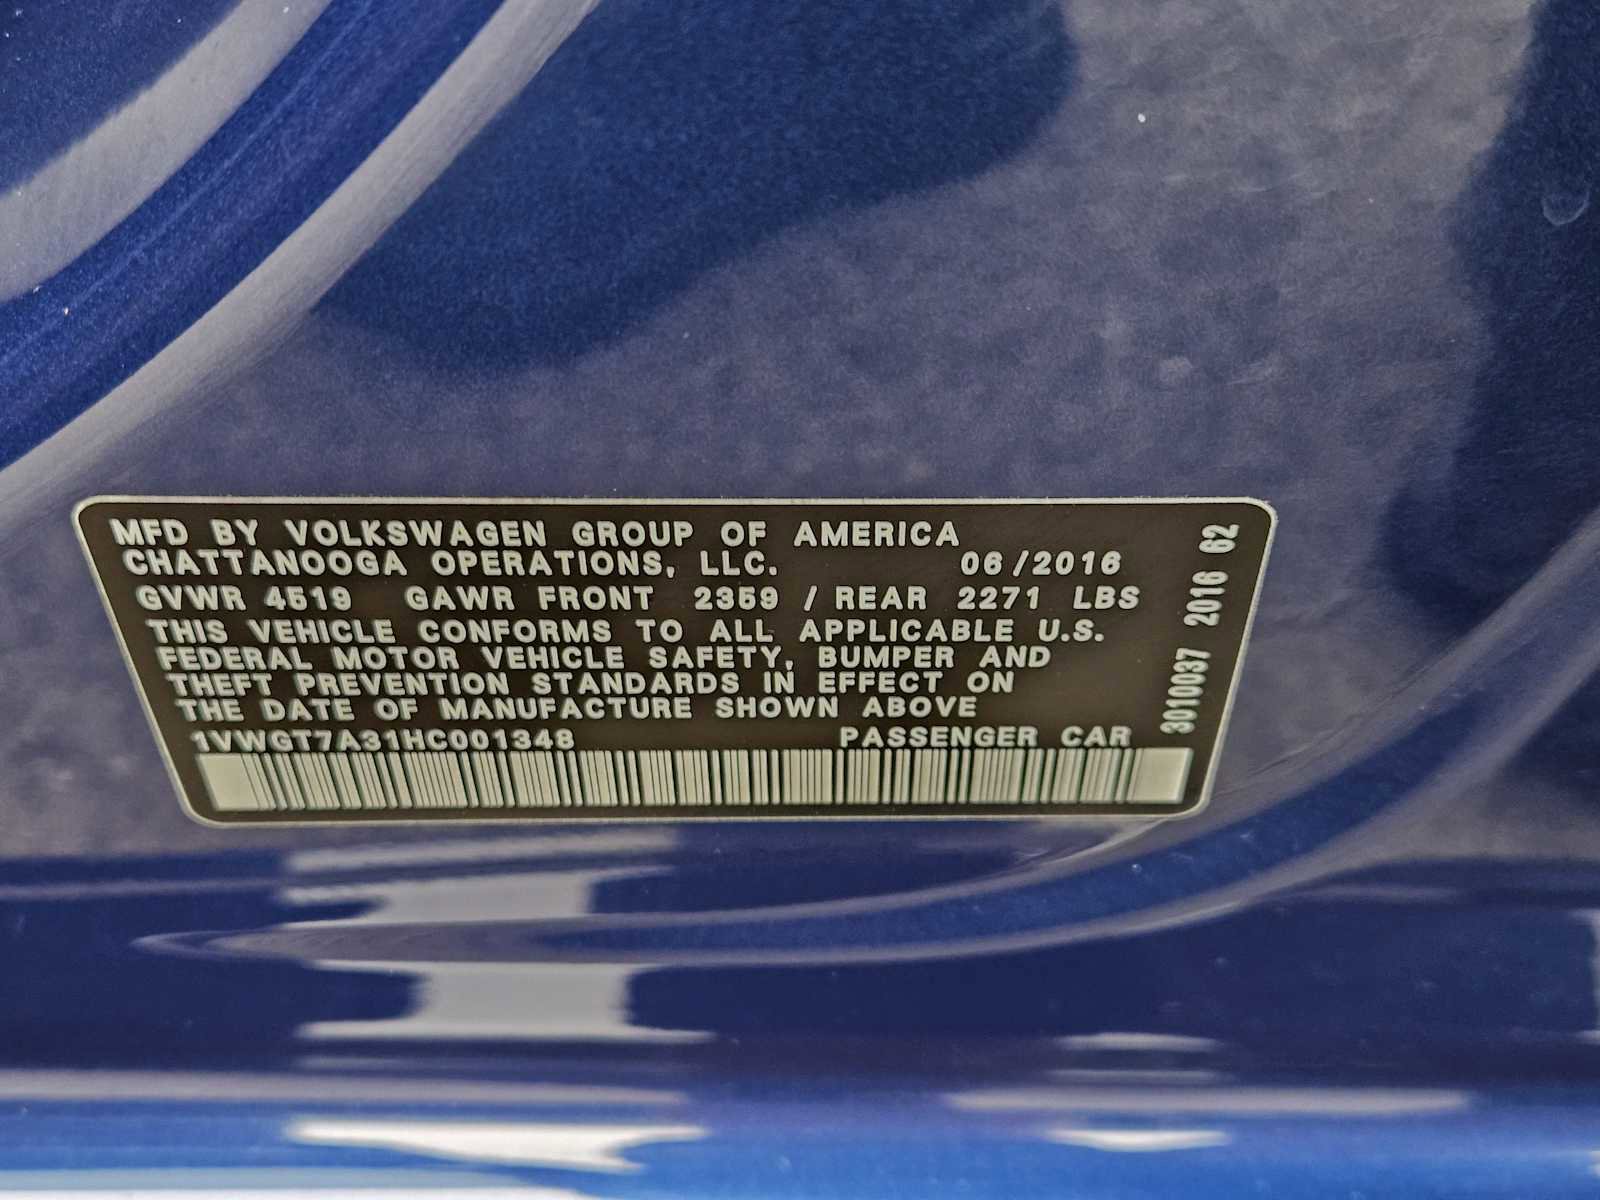 MFD BY VOLKSWAGEN GROUP OF AMERICA
CHATTANOOGA OPERATIONS, LLC. 06/2016
GVWR 4519 GAWR FRONT 2359 / REAR 2271 LBS
THIS VEHICLE CONFORMS TO ALL APPLICABLE U.S.
FEDERAL MOTOR VEHICLE SAFETY, BUMPER AND
THEFT PREVENTION STANDARDS IN EFFECT ON
THE DATE OF MANUFACTURE SHOWN ABOVE
1VWGT7A31HC001348 PASSENGER CAR
3010037 2016 62